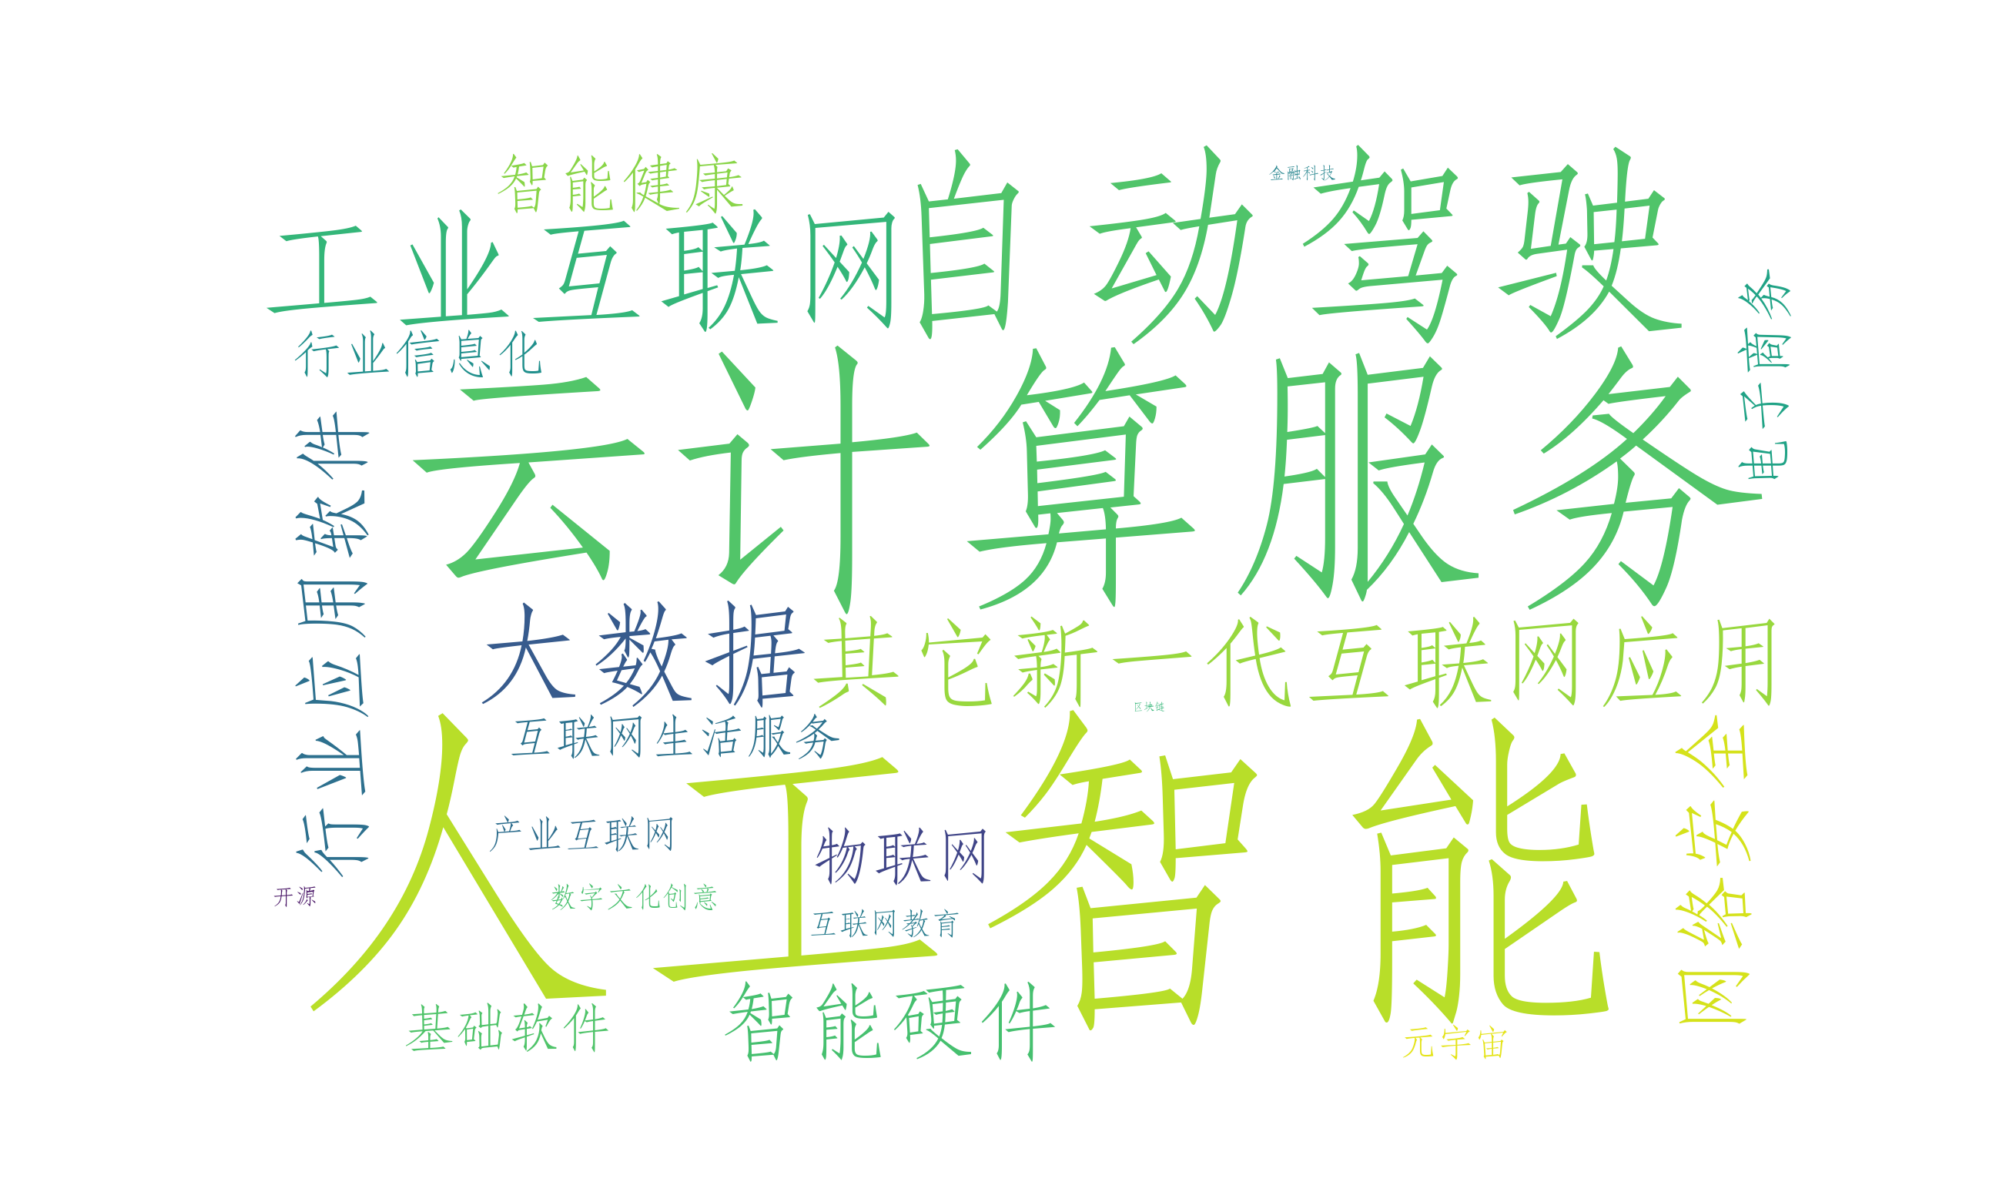 智能健康
金融科技
自动驾驶
工业互联网
电子商务
行业信息化
云计算服务
行业应用软件
大数据
其它新一代互联网应用
区块链
互联网生活服务
人工智能
网络安全
产业互联网
物联网
开源
数字文化创意
互联网教育
基础软件
智能硬件
元宇宙